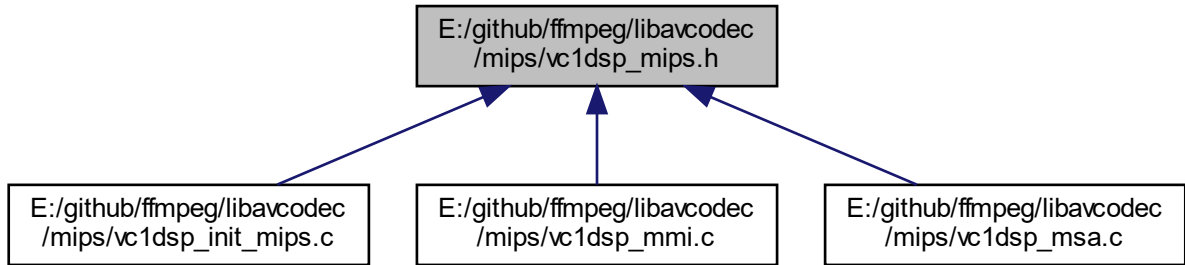 E:/github/ffmpeg/libavcodec
/mips/vc1dsp_mips.h
E:/github/ffmpeg/libavcodec
/mips/vc1dsp_init_mips.c
E:/github/ffmpeg/libavcodec
/mips/vc1dsp_mmi.c
E:/github/ffmpeg/libavcodec
/mips/vc1dsp_msa.c